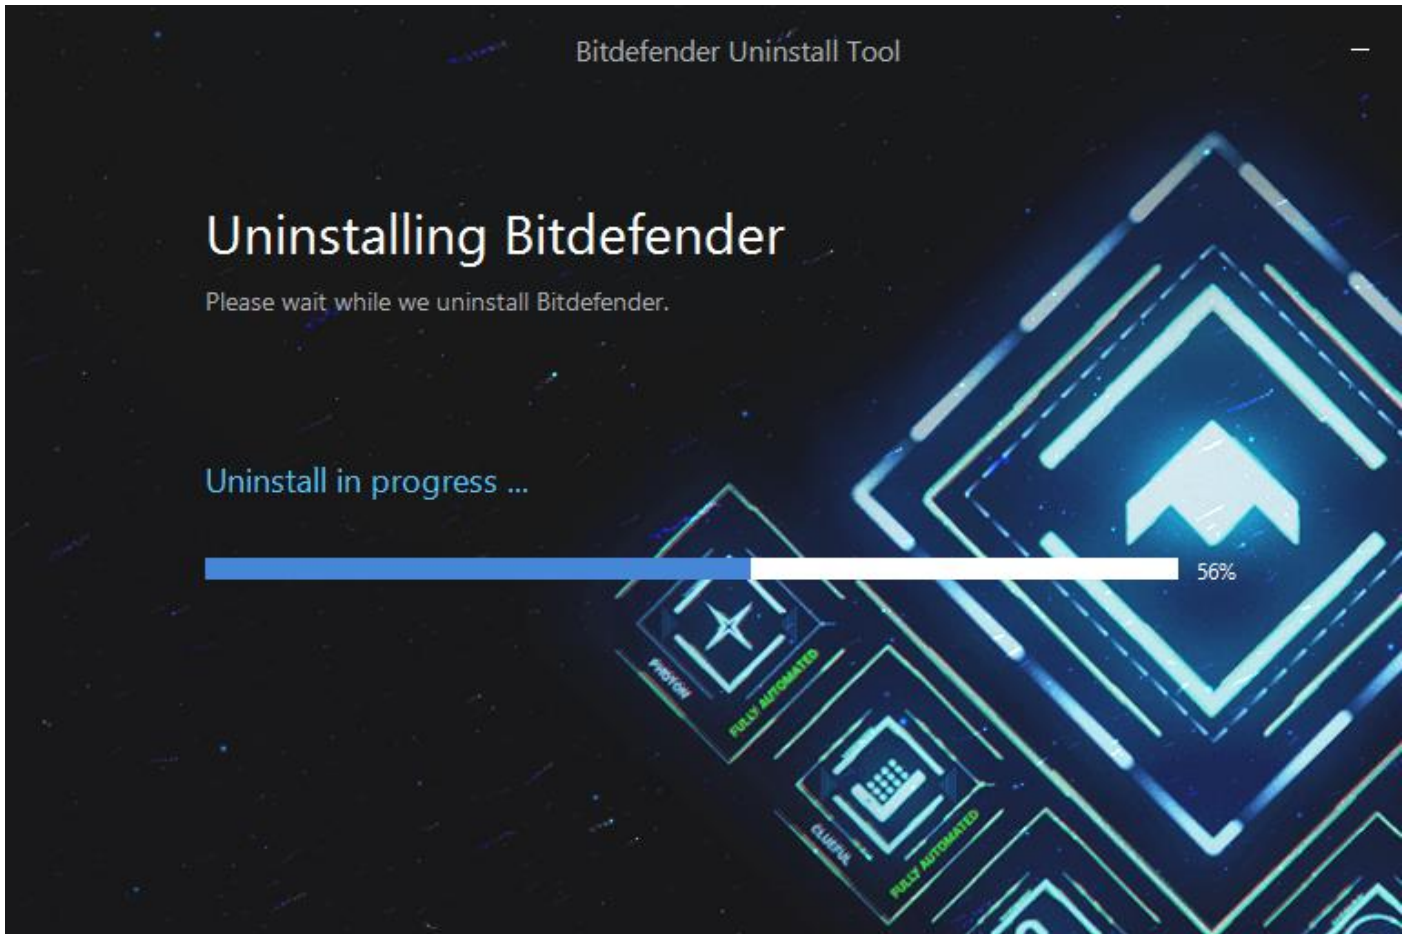 Bitdefender Uninstall Tool
Uninstalling Bitdefender
Please wait while we uninstall Bitdefender.
Uninstall in progress ...
56%
PHOTON
FULLY AUTOMATED
CLUEFUL
FULLY AUTOMATED